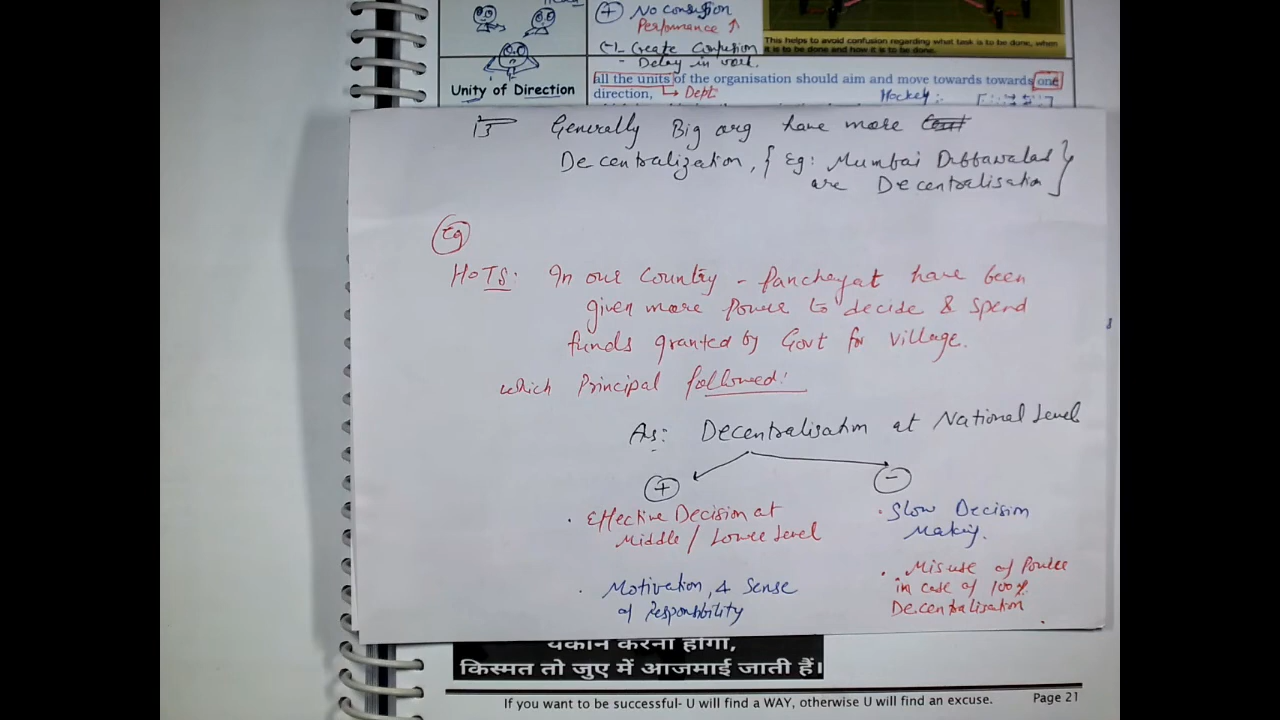 No Consusion
Performance ↑
(-)- Create Confusion
- Delay in work.
This helps to avoid confusion regarding what task is to be done, when
it is to be done and how it is to be done.
Unity of Direction
all the units of the organisation should aim and move towards towards one
direction, → Dept
Hockey:
Generally Big org have more
Decentralization, { Eg: Mumbai Dabbawalas
are Decentralisation }
Eg
HOTS: In our Country - Panchayat have been
given more Power to decide & Spend
funds granted by Govt for Village.
which Principal followed:
As: Decentralisation at National Level
+
-
. Effective Decision at
Middle / Lower Level
. Slow Decision
Making.
. Motivation, & Sense
of Responsibility
. Misuse of Power
in case of 100%
Decentralisation
यकीन करना होगा,
किस्मत तो जुए में आजमाई जाती हैं।
If you want to be successful- U will find a WAY, otherwise U will find an excuse.
Page 21